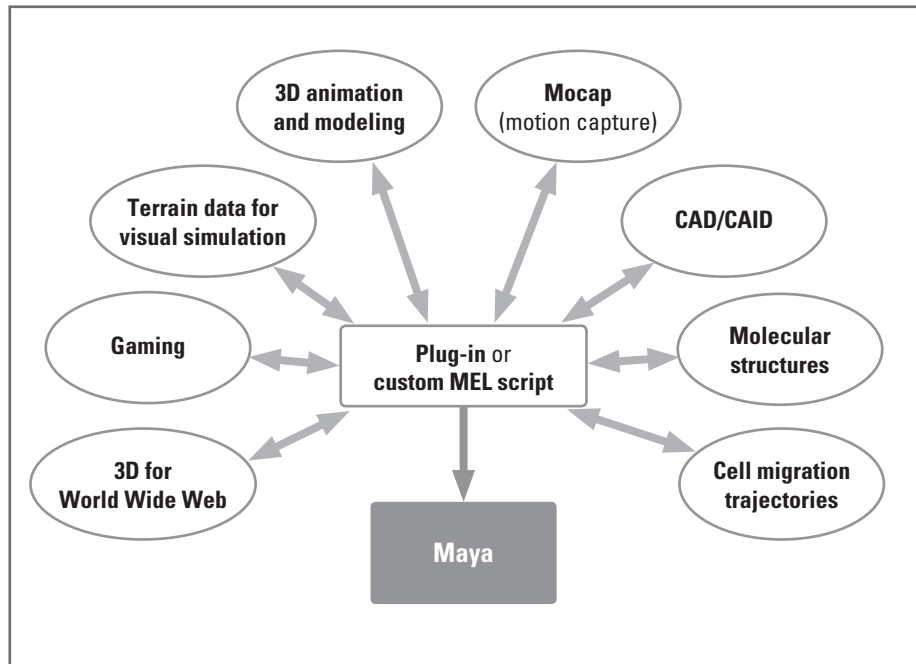 3D animation
and modeling
Mocap
(motion capture)
Terrain data for
visual simulation
CAD/CAID
Gaming
Plug-in or
custom MEL script
Molecular
structures
3D for
World Wide Web
Cell migration
trajectories
Maya